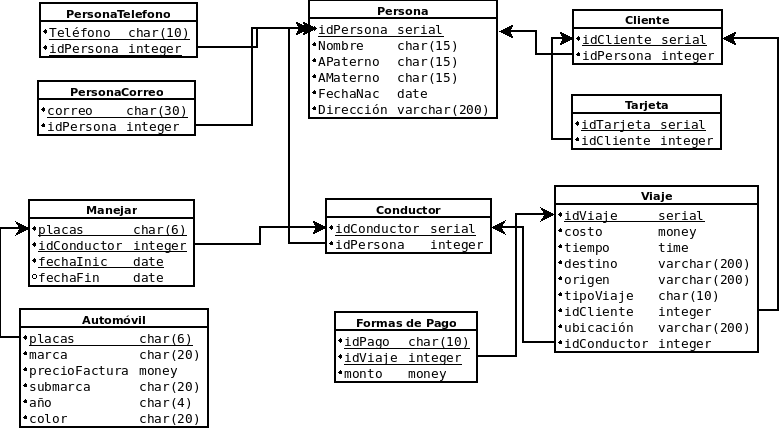 PersonaTelefono
Teléfono char(10)
idPersona integer
PersonaCorreo
correo char(30)
idPersona integer
Persona
idPersona serial
Nombre char(15)
APaterno char(15)
AMaterno char(15)
FechaNac date
Dirección varchar(200)
Cliente
idCliente serial
idPersona integer
Tarjeta
idTarjeta serial
idCliente integer
Manejar
placas char(6)
idConductor integer
fechaInic date
fechaFin date
Conductor
idConductor serial
idPersona integer
Viaje
idViaje serial
costo money
tiempo time
destino varchar(200)
origen varchar(200)
tipoViaje char(10)
idCliente integer
ubicación varchar(200)
idConductor integer
Automóvil
placas char(6)
marca char(20)
precioFactura money
submarca char(20)
año char(4)
color char(20)
Formas de Pago
idPago char(10)
idViaje integer
monto money